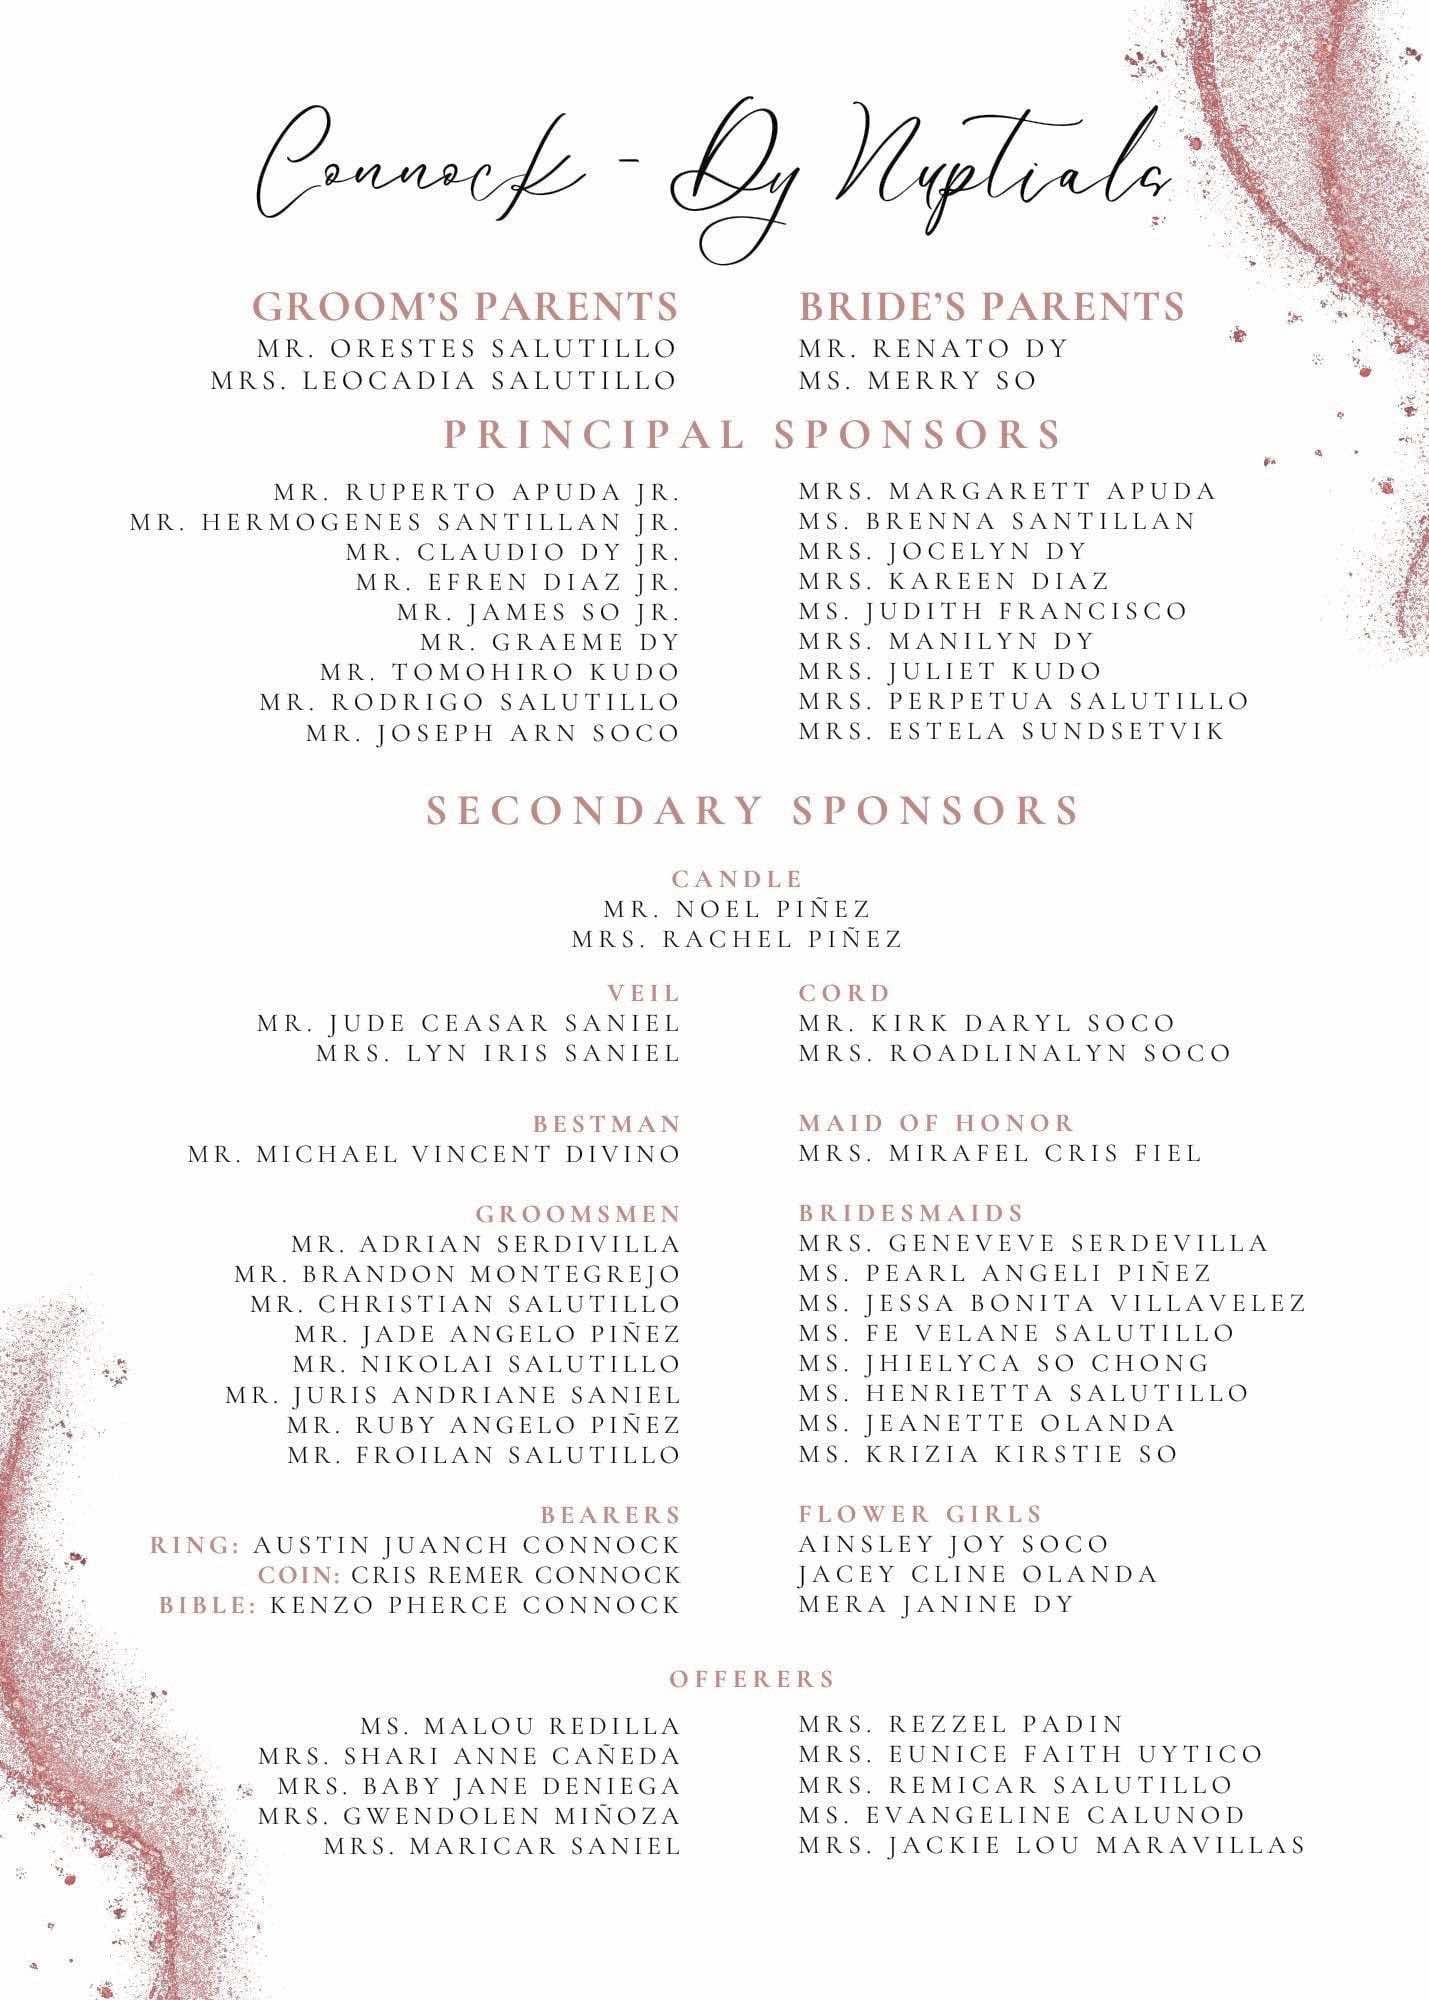 Connock - Dy Nuptials
GROOM'S PARENTS
MR. ORESTES SALUTILLO
MRS. LEOCADIA SALUTILLO
BRIDE'S PARENTS
MR. RENATO DY
MS. MERRY SO
PRINCIPAL SPONSORS
MR. RUPERTO APUDA JR.
MR. HERMOGENES SANTILLAN JR.
MR. CLAUDIO DY JR.
MR. EFREN DIAZ JR.
MR. JAMES SO JR.
MR. GRAEME DY
MR. TOMOHIRO KUDO
MR. RODRIGO SALUTILLO
MR. JOSEPH ARN SOCO
MRS. MARGARETT APUDA
MS. BRENNA SANTILLAN
MRS. JOCELYN DY
MRS. KAREEN DIAZ
MS. JUDITH FRANCISCO
MRS. MANILYN DY
MRS. JULIET KUDO
MRS. PERPETUA SALUTILLO
MRS. ESTELA SUNDSETVIK
SECONDARY SPONSORS
CANDLE
MR. NOEL PIÑEZ
MRS. RACHEL PIÑEZ
VEIL
MR. JUDE CEASAR SANIEL
MRS. LYN IRIS SANIEL
CORD
MR. KIRK DARYL SOCO
MRS. ROADLINALYN SOCO
BESTMAN
MR. MICHAEL VINCENT DIVINO
MAID OF HONOR
MRS. MIRAFEL CRIS FIEL
GROOMSMEN
MR. ADRIAN SERDIVILLA
MR. BRANDON MONTEGREJO
MR. CHRISTIAN SALUTILLO
MR. JADE ANGELO PIÑEZ
MR. NIKOLAI SALUTILLO
MR. JURIS ANDRIANE SANIEL
MR. RUBY ANGELO PIÑEZ
MR. FROILAN SALUTILLO
BRIDESMAIDS
MRS. GENEVEVE SERDEVILLA
MS. PEARL ANGELI PIÑEZ
MS. JESSA BONITA VILLAVELEZ
MS. FE VELANE SALUTILLO
MS. JHIELYCA SO CHONG
MS. HENRIETTA SALUTILLO
MS. JEANETTE OLANDA
MS. KRIZIA KIRSTIE SO
BEARERS
RING: AUSTIN JUANCH CONNOCK
COIN: CRIS REMER CONNOCK
BIBLE: KENZO PHERCE CONNOCK
FLOWER GIRLS
AINSLEY JOY SOCO
JACEY CLINE OLANDA
MERA JANINE DY
OFFERERS
MS. MALOU REDILLA
MRS. SHARI ANNE CAÑEDA
MRS. BABY JANE DENIEGA
MRS. GWENDOLEN MIÑOZA
MRS. MARICAR SANIEL
MRS. REZZEL PADIN
MRS. EUNICE FAITH UYTICO
MRS. REMICAR SALUTILLO
MS. EVANGELINE CALUNOD
MRS. JACKIE LOU MARAVILLAS